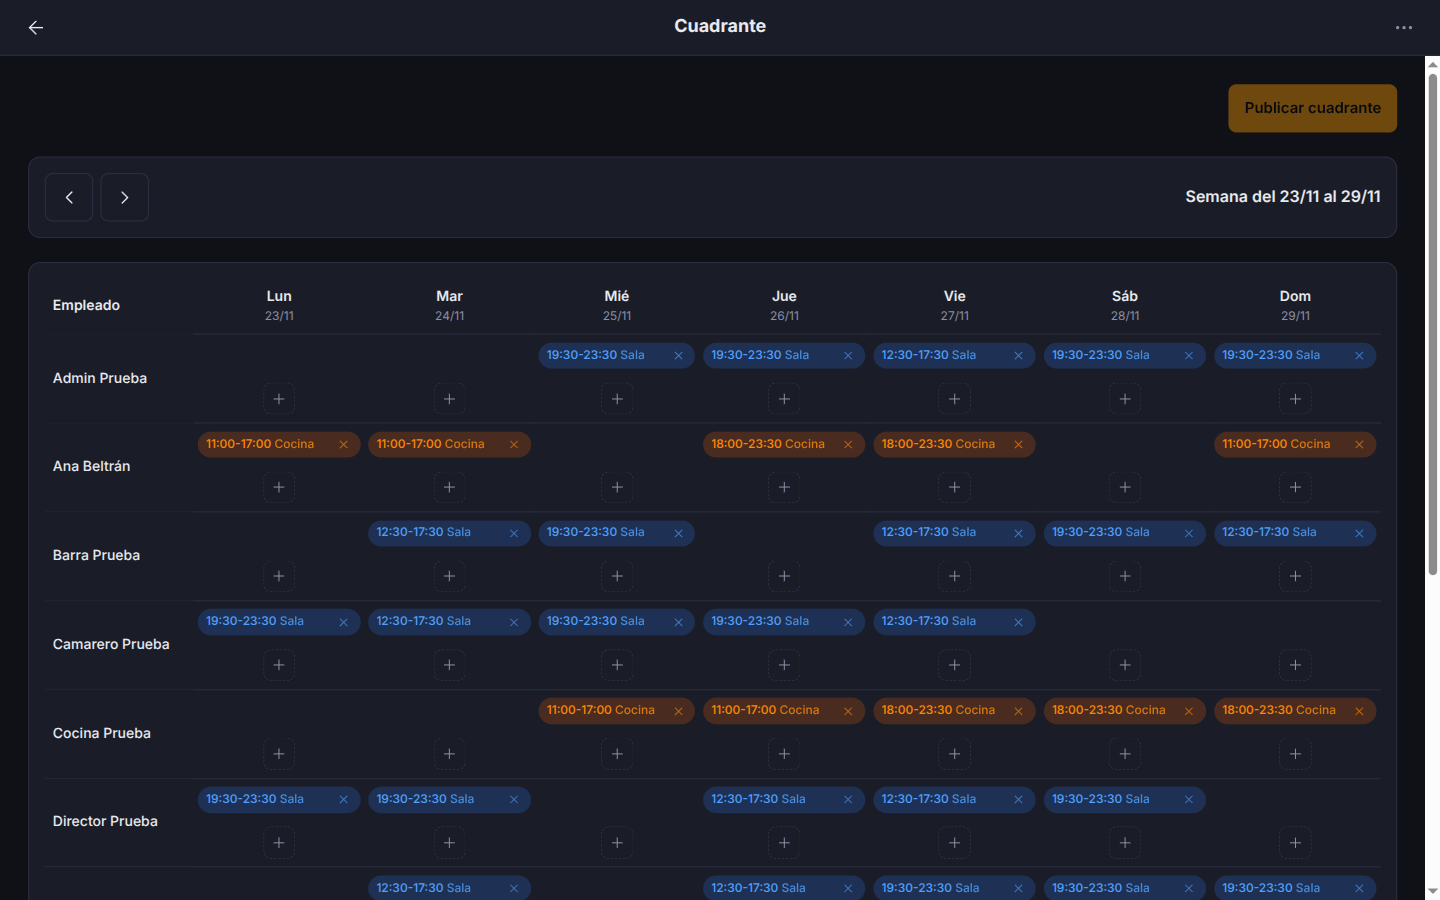 Cuadrante
Publicar cuadrante
Semana del 23/11 al 29/11
Empleado Lun Mar Mié Jue Vie Sáb Dom
23/11 24/11 25/11 26/11 27/11 28/11 29/11
19:30-23:30 Sala 19:30-23:30 Sala 12:30-17:30 Sala 19:30-23:30 Sala 19:30-23:30 Sala
Admin Prueba
11:00-17:00 Cocina 11:00-17:00 Cocina 18:00-23:30 Cocina 18:00-23:30 Cocina 11:00-17:00 Cocina
Ana Beltrán
12:30-17:30 Sala 19:30-23:30 Sala 12:30-17:30 Sala 19:30-23:30 Sala 12:30-17:30 Sala
Barra Prueba
19:30-23:30 Sala 12:30-17:30 Sala 19:30-23:30 Sala 19:30-23:30 Sala 12:30-17:30 Sala
Camarero Prueba
11:00-17:00 Cocina 11:00-17:00 Cocina 18:00-23:30 Cocina 18:00-23:30 Cocina 18:00-23:30 Cocina
Cocina Prueba
19:30-23:30 Sala 19:30-23:30 Sala 12:30-17:30 Sala 12:30-17:30 Sala 19:30-23:30 Sala
Director Prueba
12:30-17:30 Sala 12:30-17:30 Sala 19:30-23:30 Sala 19:30-23:30 Sala 19:30-23:30 Sala